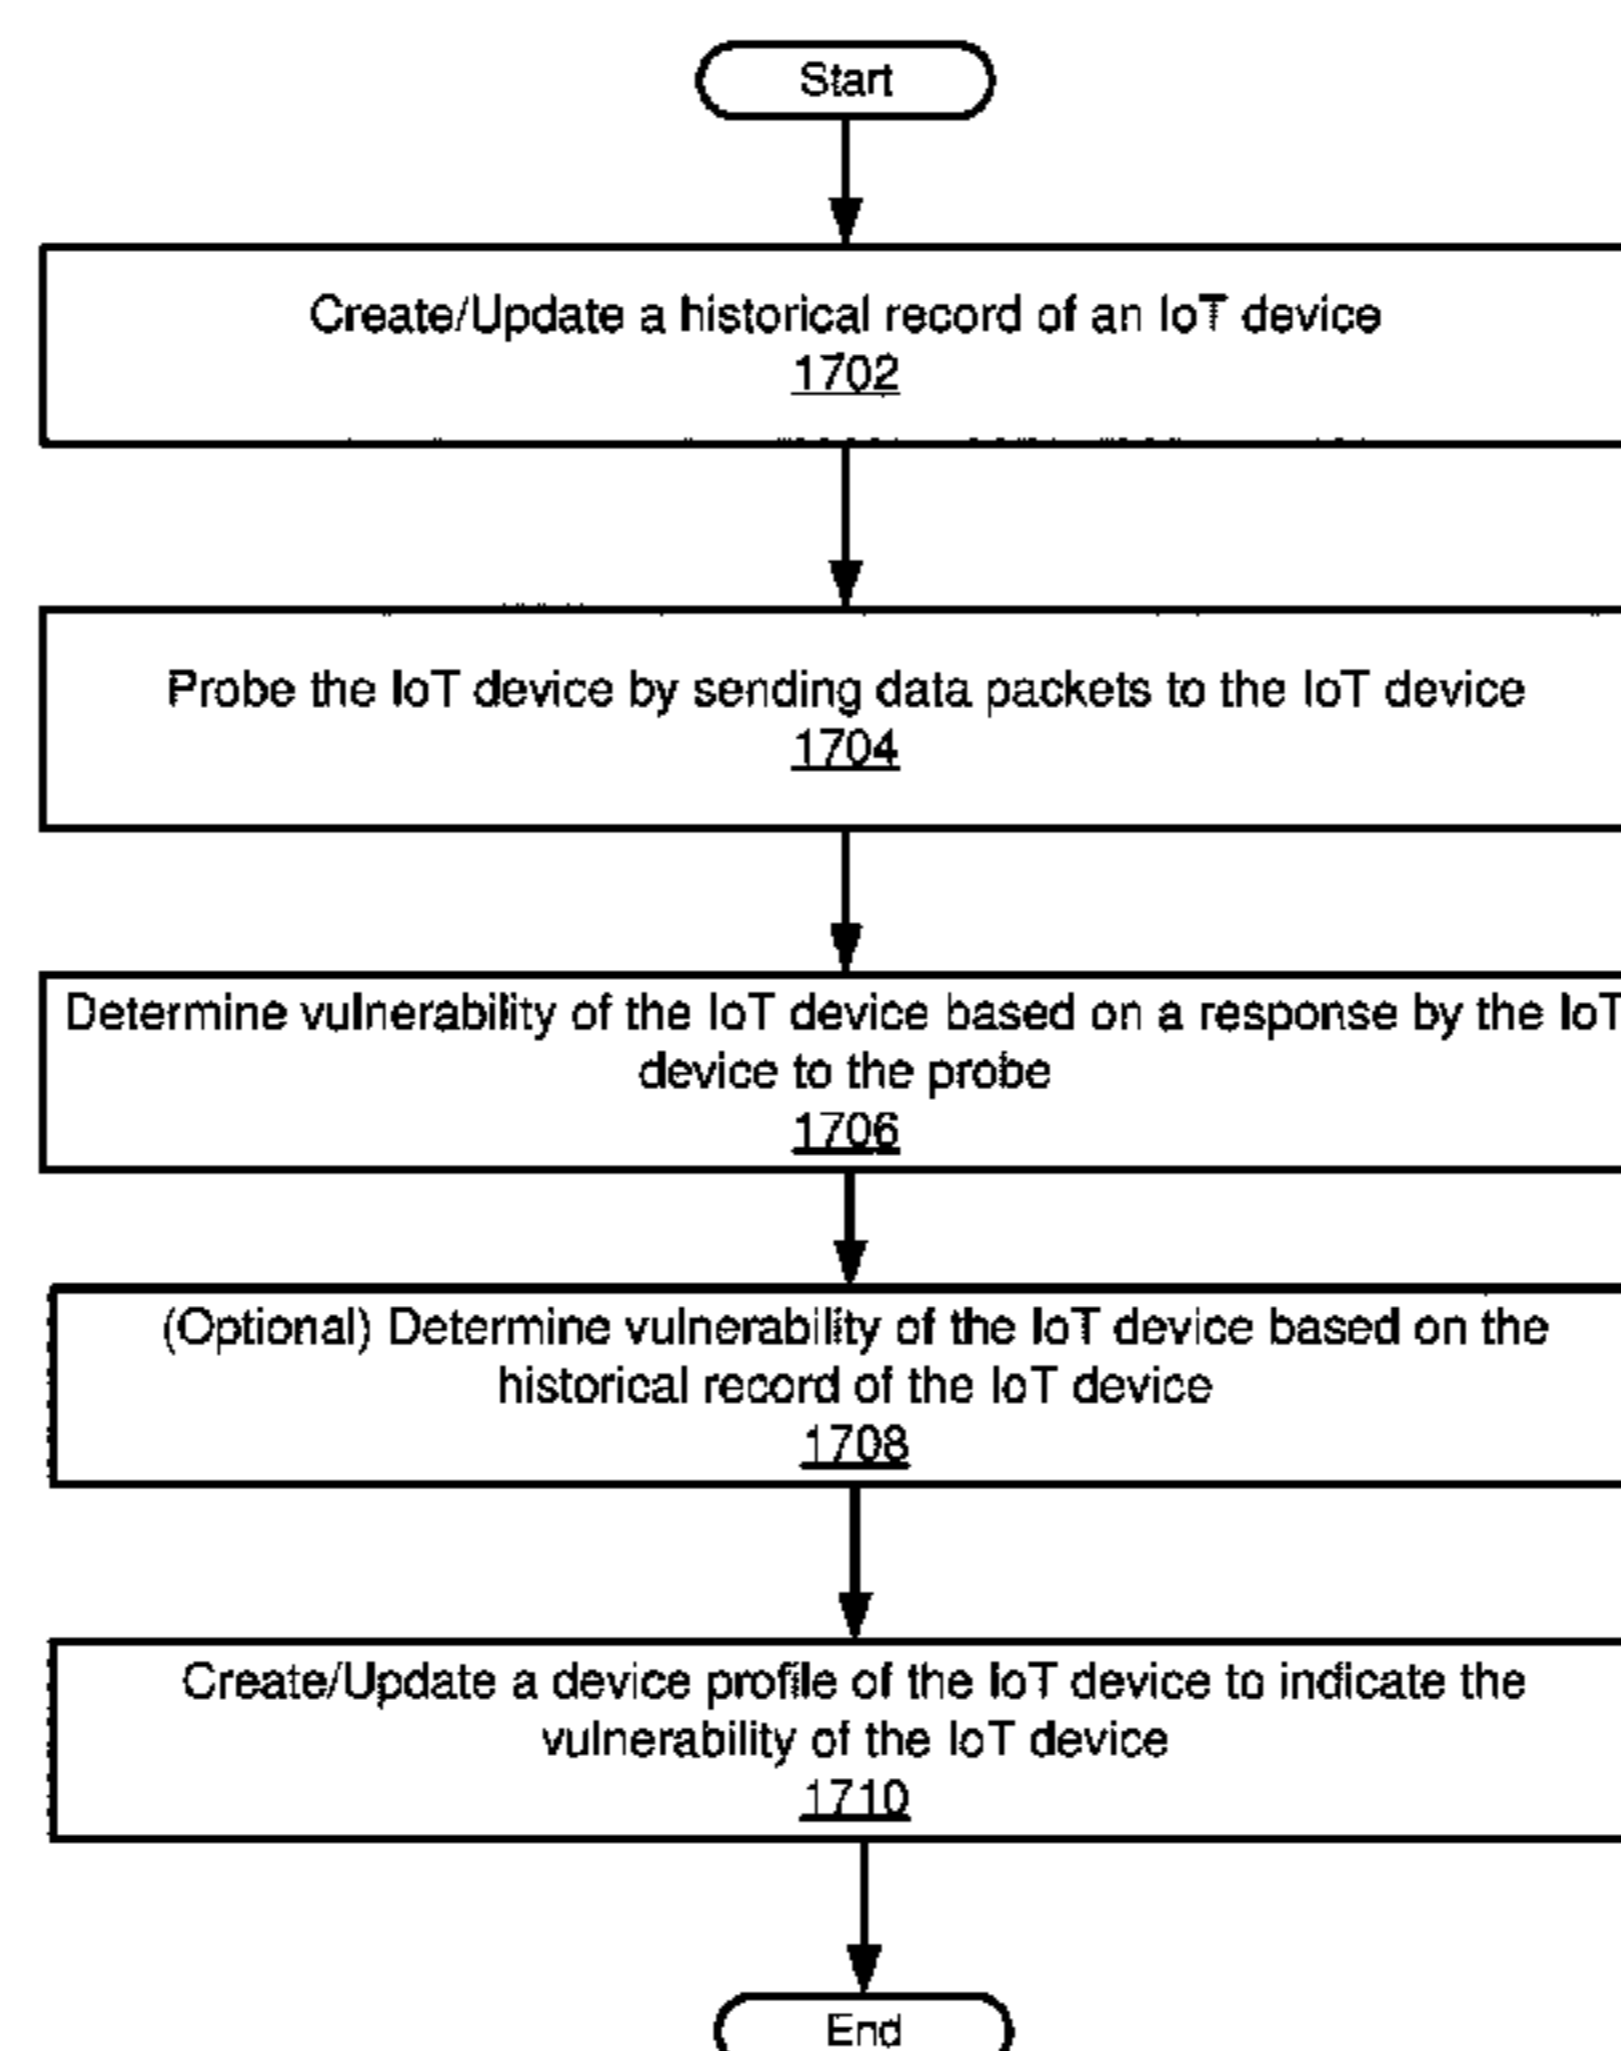 Start
Create/Update a historical record of an IoT device
1702
Probe the IoT device by sending data packets to the IoT device
1704
Determine vulnerability of the IoT device based on a response by the IoT
device to the probe
1706
(Optional) Determine vulnerability of the IoT device based on the
historical record of the IoT device
1708
Create/Update a device profile of the IoT device to indicate the
vulnerability of the IoT device
1710
End